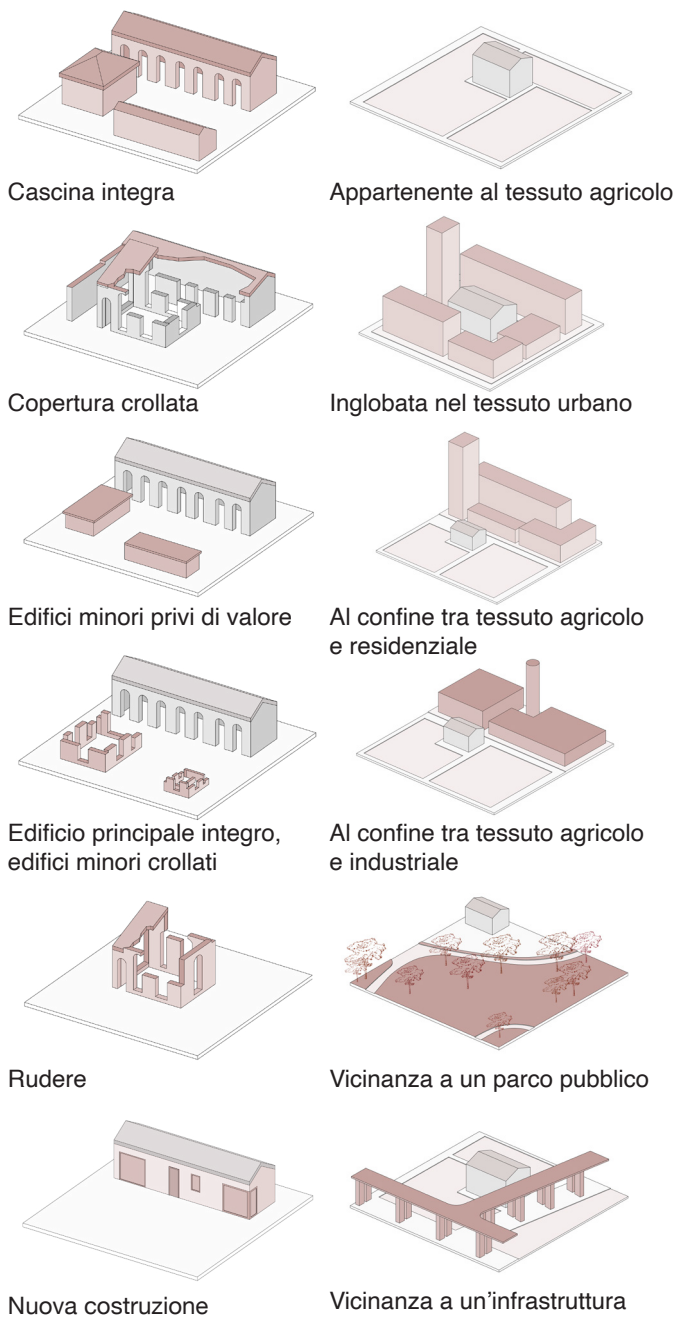 Cascina integra
Appartenente al tessuto agricolo
Copertura crollata
Inglobata nel tessuto urbano
Edifici minori privi di valore
Al confine tra tessuto agricolo
e residenziale
Edificio principale integro,
edifici minori crollati
Al confine tra tessuto agricolo
e industriale
Rudere
Vicinanza a un parco pubblico
Nuova costruzione
Vicinanza a un'infrastruttura